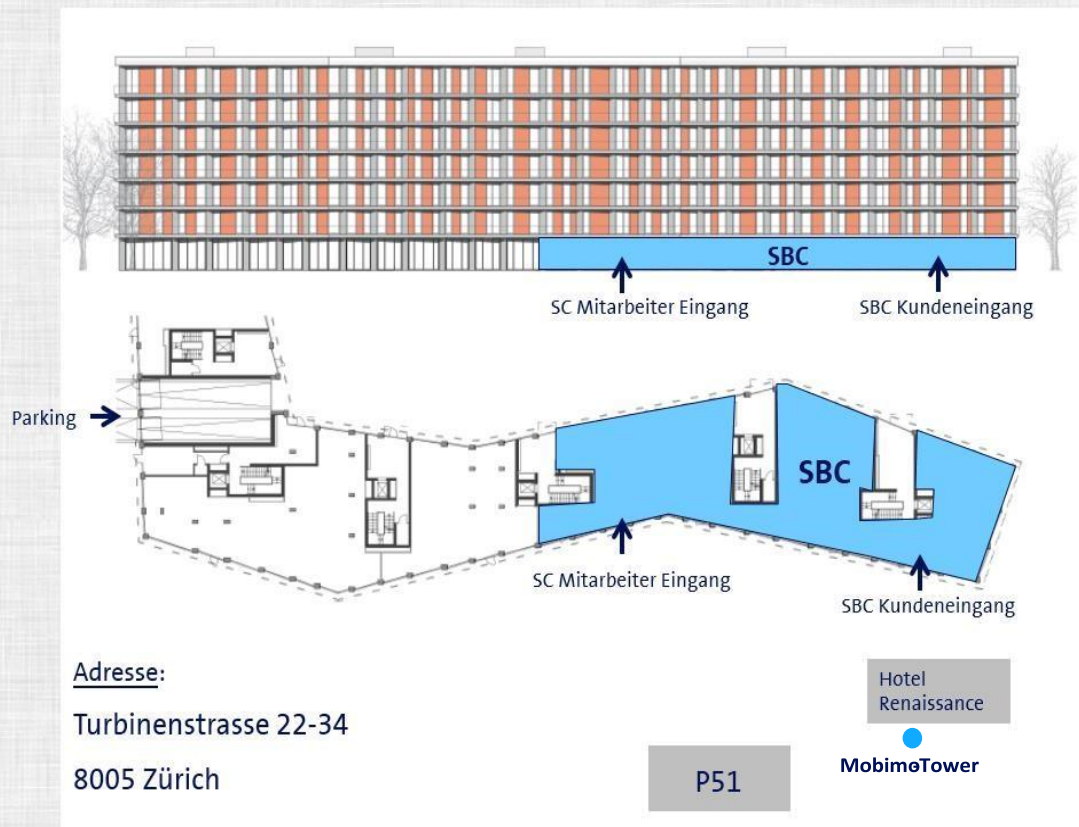 SBC
SC Mitarbeiter Eingang
SBC Kundeneingang
Parking
SBC
SC Mitarbeiter Eingang
SBC Kundeneingang
Adresse:
Turbinenstrasse 22-34
8005 Zürich
Hotel
Renaissance
MobimoTower
P51